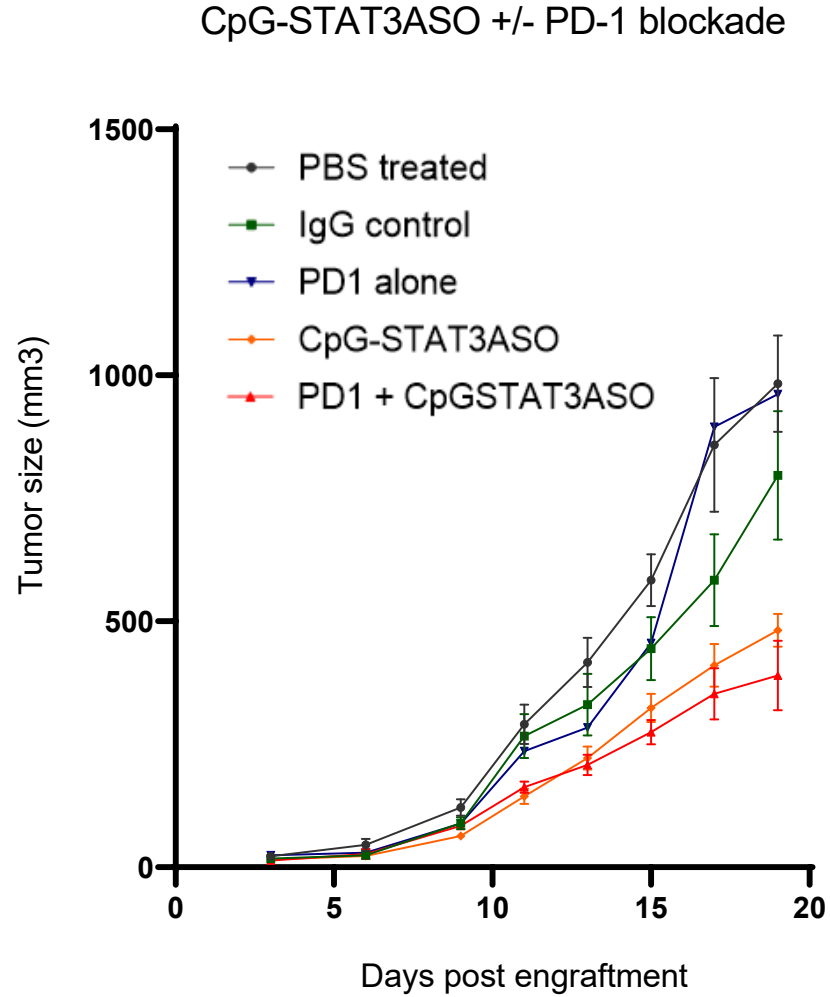 CpG-STAT3ASO +/- PD-1 blockade
1500
PBS treated
IgG control
PD1 alone
1000
CpG-STAT3ASO
PD1 + CpGSTAT3ASO
Tumor size (mm3)
500
0
0 5 10 15 20
Days post engraftment